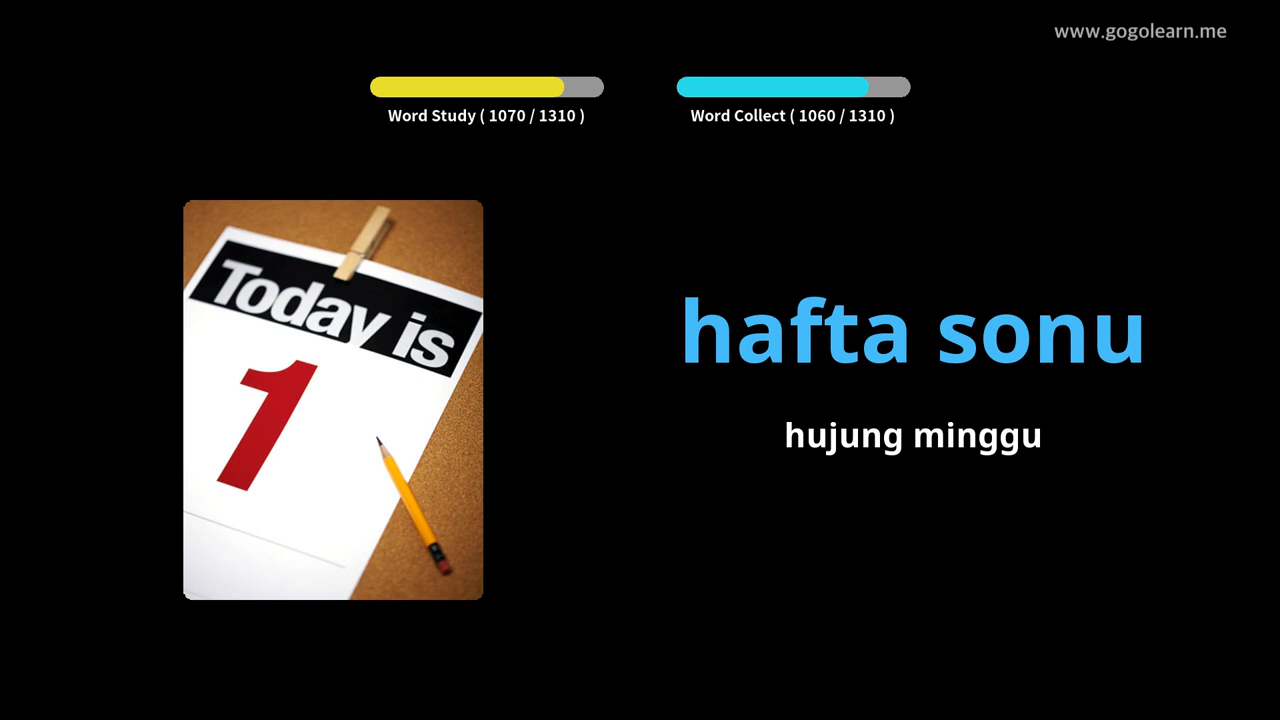 www.gogolearn.me
Word Study ( 1070 / 1310 )
Word Collect ( 1060 / 1310 )
Today is
1
hafta sonu
hujung minggu